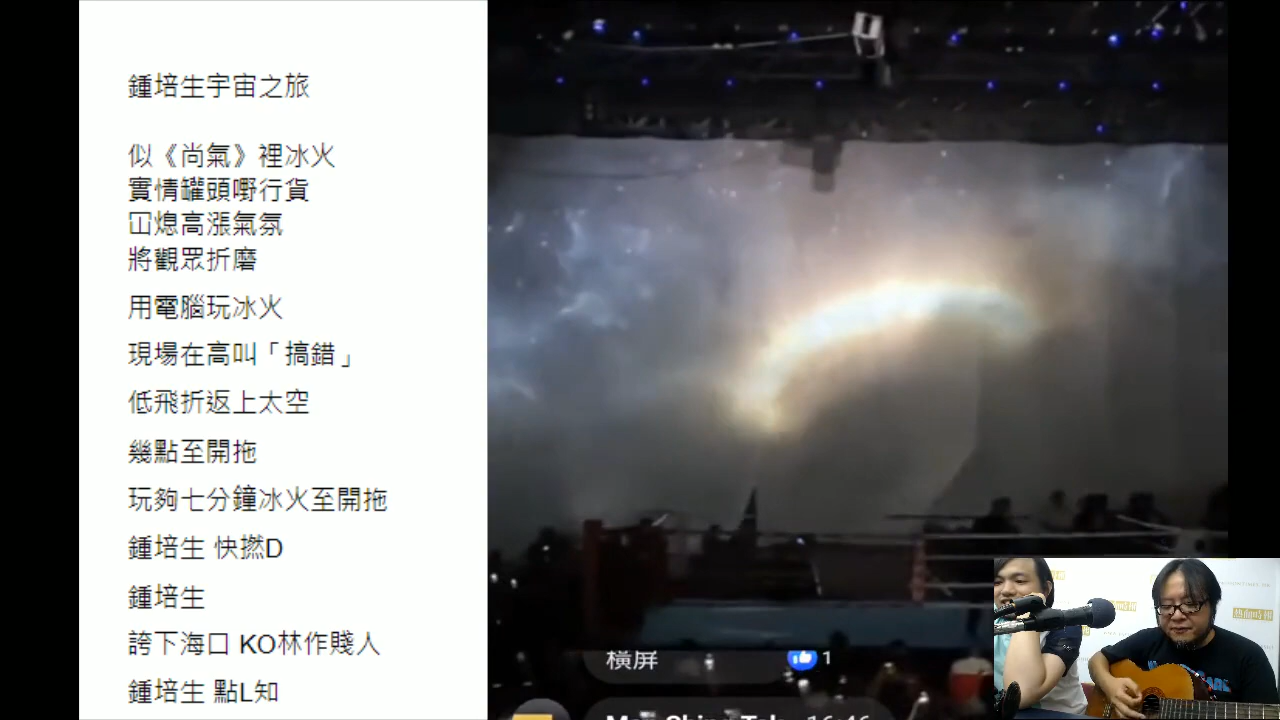 鍾培生宇宙之旅
似《尚氣》裡冰火
實情罐頭嘢行貨
冚熄高漲氣氛
將觀眾折磨
用電腦玩冰火
現場在高叫「搞錯」
低飛折返上太空
幾點至開拖
玩夠七分鐘冰火至開拖
鍾培生 快撚D
鍾培生
誇下海口 KO林作賤人
鍾培生 點L知
橫屏
1